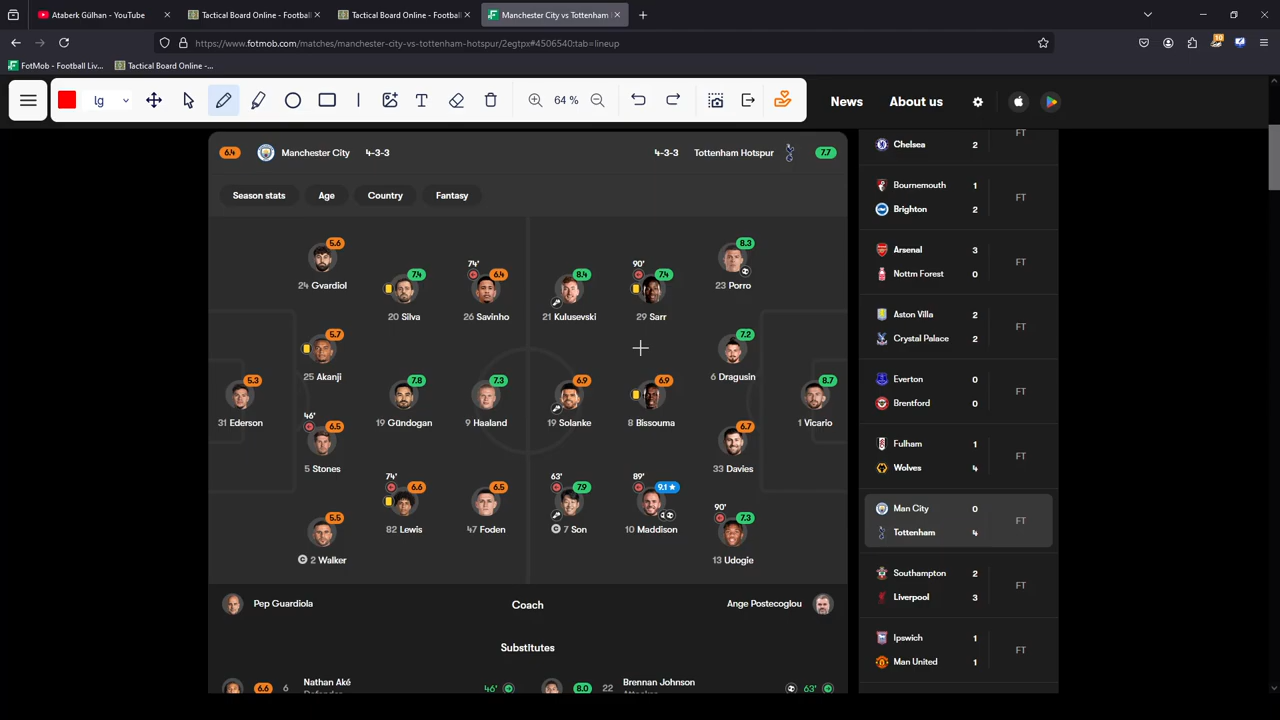 Ataberk Gülhan - YouTube
Tactical Board Online - Footbal
Tactical Board Online - Footbal
Manchester City vs Tottenham
https://www.fotmob.com/matches/manchester-city-vs-tottenham-hotspur/2egtpx#4506540:tab=lineup
10
FotMob - Football Liv...
Tactical Board Online -...
lg
T
64 %
News
About us
6.4
Manchester City
4-3-3
4-3-3
Tottenham Hotspur
7.7
Season stats
Age
Country
Fantasy
5.6
24 Gvardiol
7.4
20 Silva
74'
6.4
26 Savinho
8.4
21 Kulusevski
90'
7.4
29 Sarr
8.3
23 Porro
5.7
25 Akanji
7.2
6 Dragusin
5.3
31 Ederson
7.8
19 Gündogan
7.3
9 Haaland
6.9
19 Solanke
6.9
8 Bissouma
8.7
1 Vicario
46'
6.5
5 Stones
6.7
33 Davies
74'
6.6
82 Lewis
6.5
47 Foden
63'
7.9
C 7 Son
89'
9.1
10 Maddison
5.5
C 2 Walker
90'
7.3
13 Udogie
Pep Guardiola
Coach
Ange Postecoglou
Substitutes
6.6
6
Nathan Aké
Defender
46'
8.0
22
Brennan Johnson
Attacker
63'
FT
Chelsea 2
Bournemouth 1
FT
Brighton 2
Arsenal 3
FT
Nottm Forest 0
Aston Villa 2
FT
Crystal Palace 2
Everton 0
FT
Brentford 0
Fulham 1
FT
Wolves 4
Man City 0
FT
Tottenham 4
Southampton 2
FT
Liverpool 3
Ipswich 1
FT
Man United 1